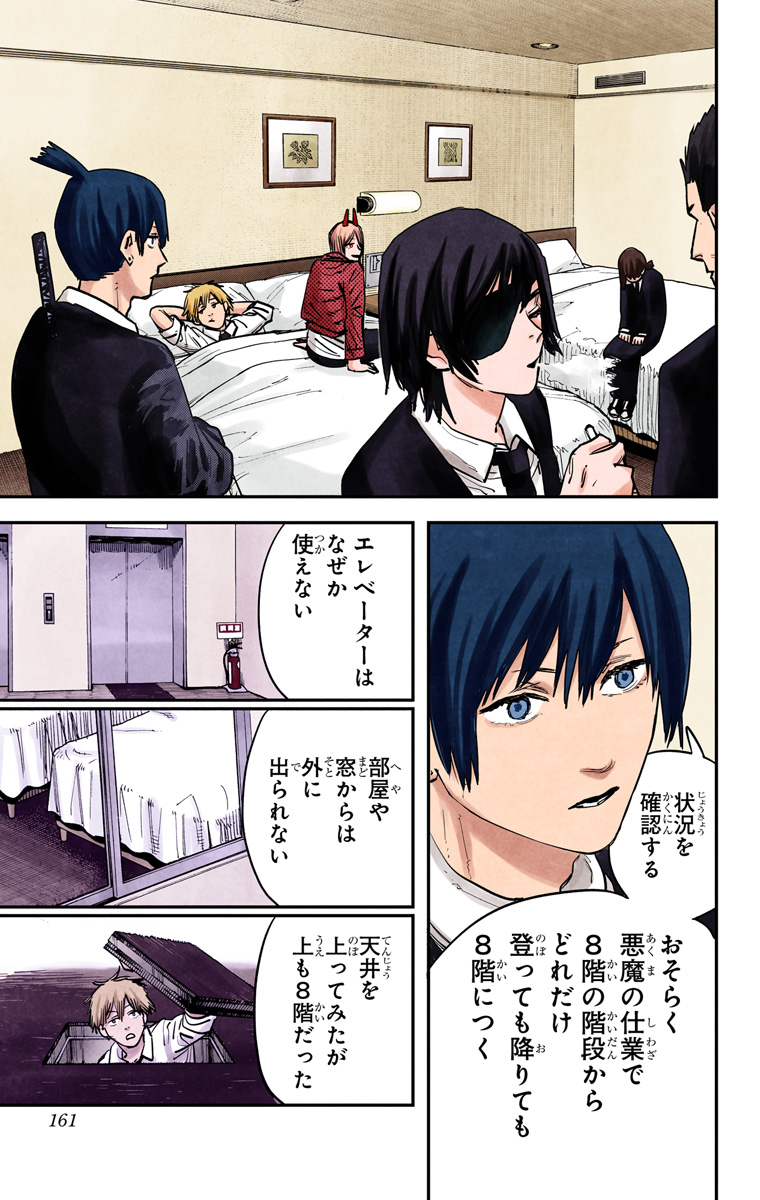 状況を
確認する
おそらく
悪魔の仕業で
8階の階段から
どれだけ
登っても降りても
8階につく
エレベーターは
なぜか
使えない
部屋や
窓からは
外に
出られない
天井を
上ってみたが
上も8階だった
161